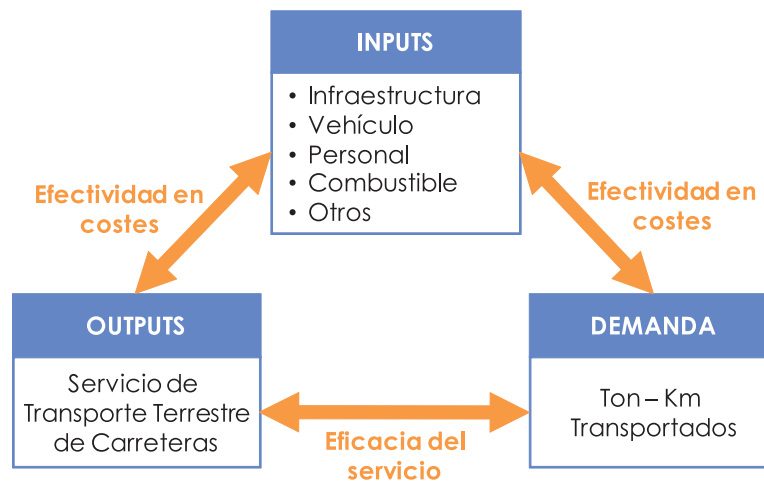 INPUTS
• Infraestructura
• Vehículo
• Personal
• Combustible
• Otros
Efectividad en
costes
Efectividad en
costes
OUTPUTS
Servicio de
Transporte Terrestre
de Carreteras
Eficacia del
servicio
DEMANDA
Ton – Km
Transportados